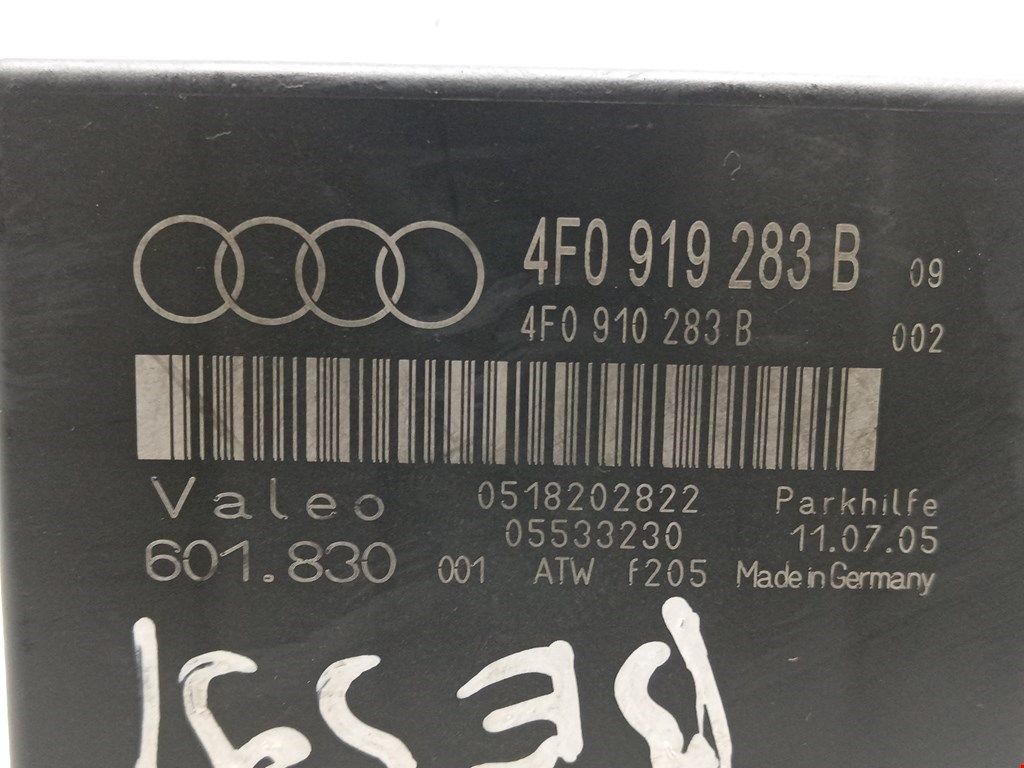 4F0 919 283 B 09
4F0 910 283 B 002
Valeo 0518202822 Parkhilfe
05533230 11.07.05
601.830 001 ATW f205 Made in Germany